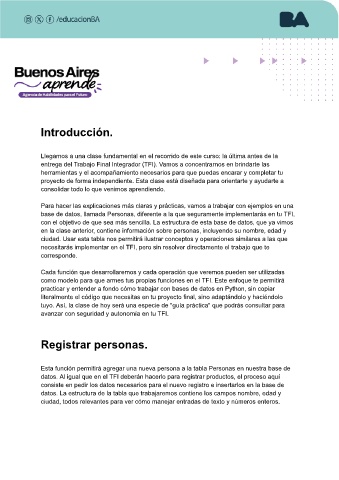 /educacionBA
BA
Buenos Aires
aprende
Agencia de Habilidades para el Futuro
Introducción.
Llegamos a una clase fundamental en el recorrido de este curso: la última antes de la
entrega del Trabajo Final Integrador (TFI). Vamos a concentrarnos en brindarte las
herramientas y el acompañamiento necesarios para que puedas encarar y completar tu
proyecto de forma independiente. Esta clase está diseñada para orientarte y ayudarte a
consolidar todo lo que venimos aprendiendo.
Para hacer las explicaciones más claras y prácticas, vamos a trabajar con ejemplos en una
base de datos, llamada Personas, diferente a la que seguramente implementarás en tu TFI,
con el objetivo de que sea más sencilla. La estructura de esta base de datos, que ya vimos
en la clase anterior, contiene información sobre personas, incluyendo su nombre, edad y
ciudad. Usar esta tabla nos permitirá ilustrar conceptos y operaciones similares a las que
necesitarás implementar en el TFI, pero sin resolver directamente el trabajo que te
corresponde.
Cada función que desarrollaremos y cada operación que veremos pueden ser utilizadas
como modelo para que armes tus propias funciones en el TFI. Este enfoque te permitirá
practicar y entender a fondo cómo trabajar con bases de datos en Python, sin copiar
literalmente el código que necesitas en tu proyecto final, sino adaptándolo y haciéndolo
tuyo. Así, la clase de hoy será una especie de "guía práctica" que podrás consultar para
avanzar con seguridad y autonomía en tu TFI.
Registrar personas.
Esta función permitirá agregar una nueva persona a la tabla Personas en nuestra base de
datos. Al igual que en el TFI deberán hacerlo para registrar productos, el proceso aquí
consiste en pedir los datos necesarios para el nuevo registro e insertarlos en la base de
datos. La estructura de la tabla que trabajaremos contiene los campos nombre, edad y
ciudad, todos relevantes para ver cómo manejar entradas de texto y números enteros.